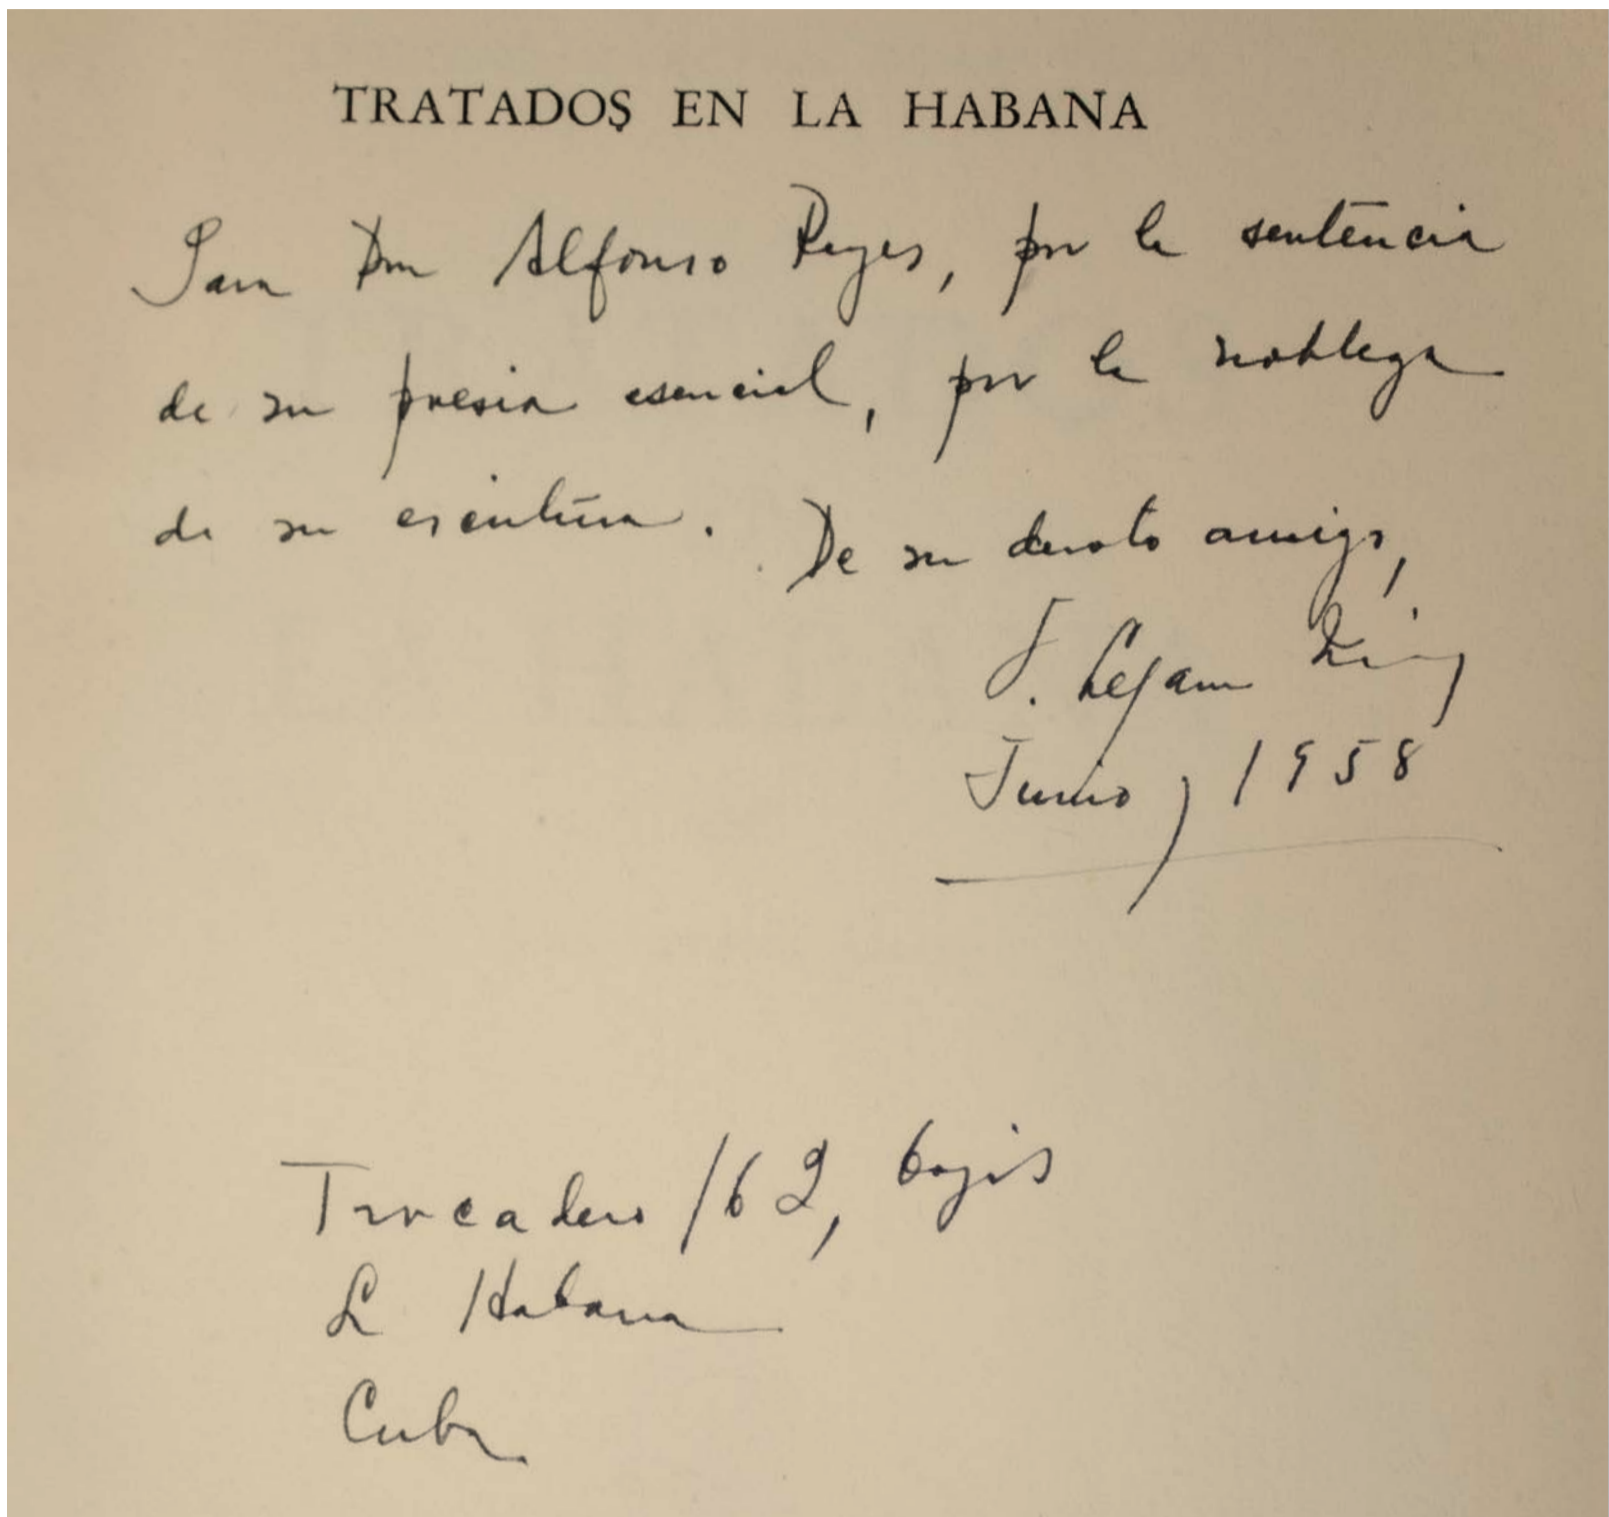 TRATADOS EN LA HABANA
Para Don Alfonso Reyes, por la sentencia
de su poesía esencial, por la nobleza
de su escritura. De su devoto amigo,
J. Lezama Lima
Junio, 1958
Trocadero 162, bajos
La Habana
Cuba